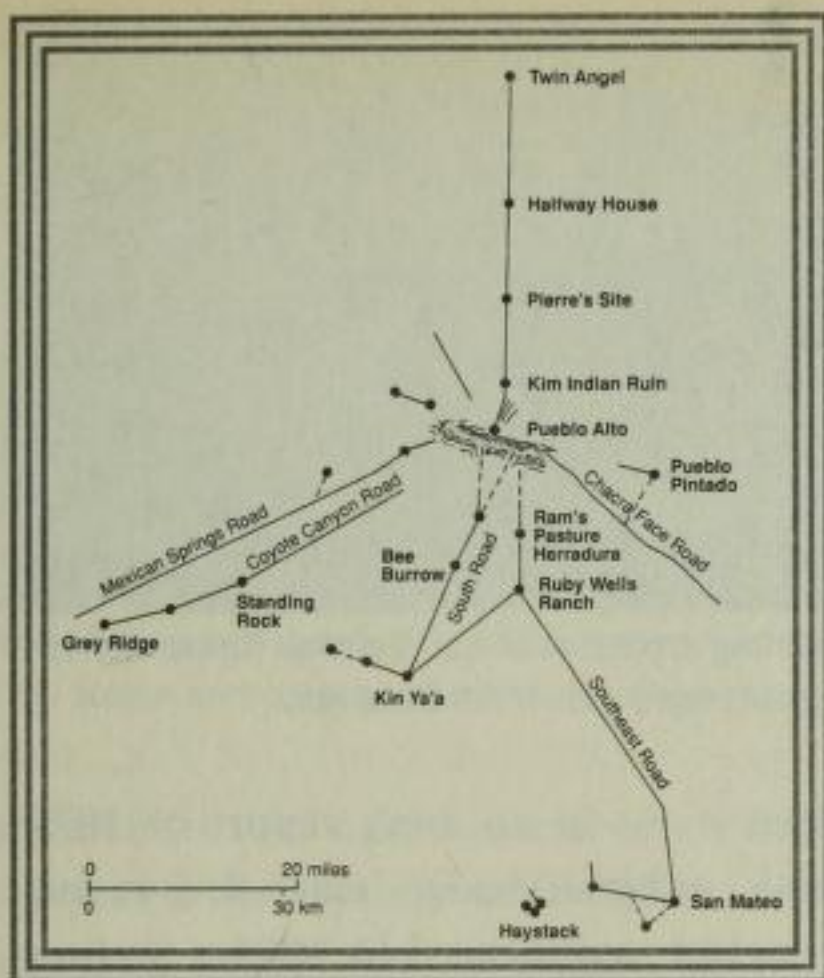 Twin Angel
Halfway House
Pierre's Site
Kim Indian Ruin
Pueblo Alto
Pueblo
Pintado
Chacra Face Road
Mexican Springs Road
Coyote Canyon Road
Ram's
Pasture
Herradura
Bee
Burrow
South Road
Ruby Wells
Ranch
Standing
Rock
Grey Ridge
Kin Ya'a
Southeast Road
0 20 miles
0 30 km
San Mateo
Haystack